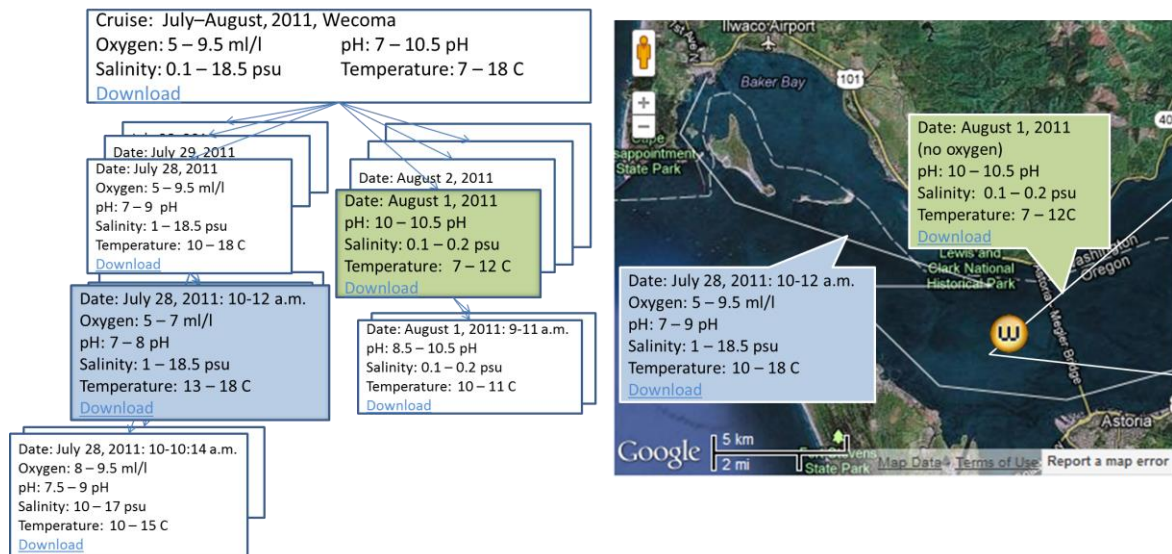 Cruise: July–August, 2011, Wecoma
Oxygen: 5 – 9.5 ml/l pH: 7 – 10.5 pH
Salinity: 0.1 – 18.5 psu Temperature: 7 – 18 C
Download
Date: July 29, 2011
Date: July 28, 2011
Oxygen: 5 – 9.5 ml/l
pH: 7 – 9 pH
Salinity: 1 – 18.5 psu
Temperature: 10 – 18 C
Download
Date: July 28, 2011: 10-12 a.m.
Oxygen: 5 – 7 ml/l
pH: 7 – 8 pH
Salinity: 1 – 18.5 psu
Temperature: 13 – 18 C
Download
Date: July 28, 2011: 10-10:14 a.m.
Oxygen: 8 – 9.5 ml/l
pH: 7.5 – 9 pH
Salinity: 10 – 17 psu
Temperature: 10 – 15 C
Download
Date: August 2, 2011
Date: August 1, 2011
pH: 10 – 10.5 pH
Salinity: 0.1 – 0.2 psu
Temperature: 7 – 12 C
Download
Date: August 1, 2011: 9-11 a.m.
pH: 8.5 – 10.5 pH
Salinity: 0.1 – 0.2 psu
Temperature: 10 – 11 C
Download
1st Ave N
Ilwaco Airport
2
Baker Bay
101
40
Cape
sappointment
State Park
Date: August 1, 2011
(no oxygen)
pH: 10 – 10.5 pH
Salinity: 0.1 – 0.2 psu
Temperature: 7 – 12C
Download
Washington
Oregon
Lewis and
Clark National
Historical Park
Astoria - Megler Bridge
Date: July 28, 2011: 10-12 a.m.
Oxygen: 5 – 9.5 ml/l
pH: 7 – 9 pH
Salinity: 1 – 18.5 psu
Temperature: 10 – 18 C
Download
W
Astoria
Google
5 km
2 mi
State Park
Map Data
Terms of Use
Report a map error